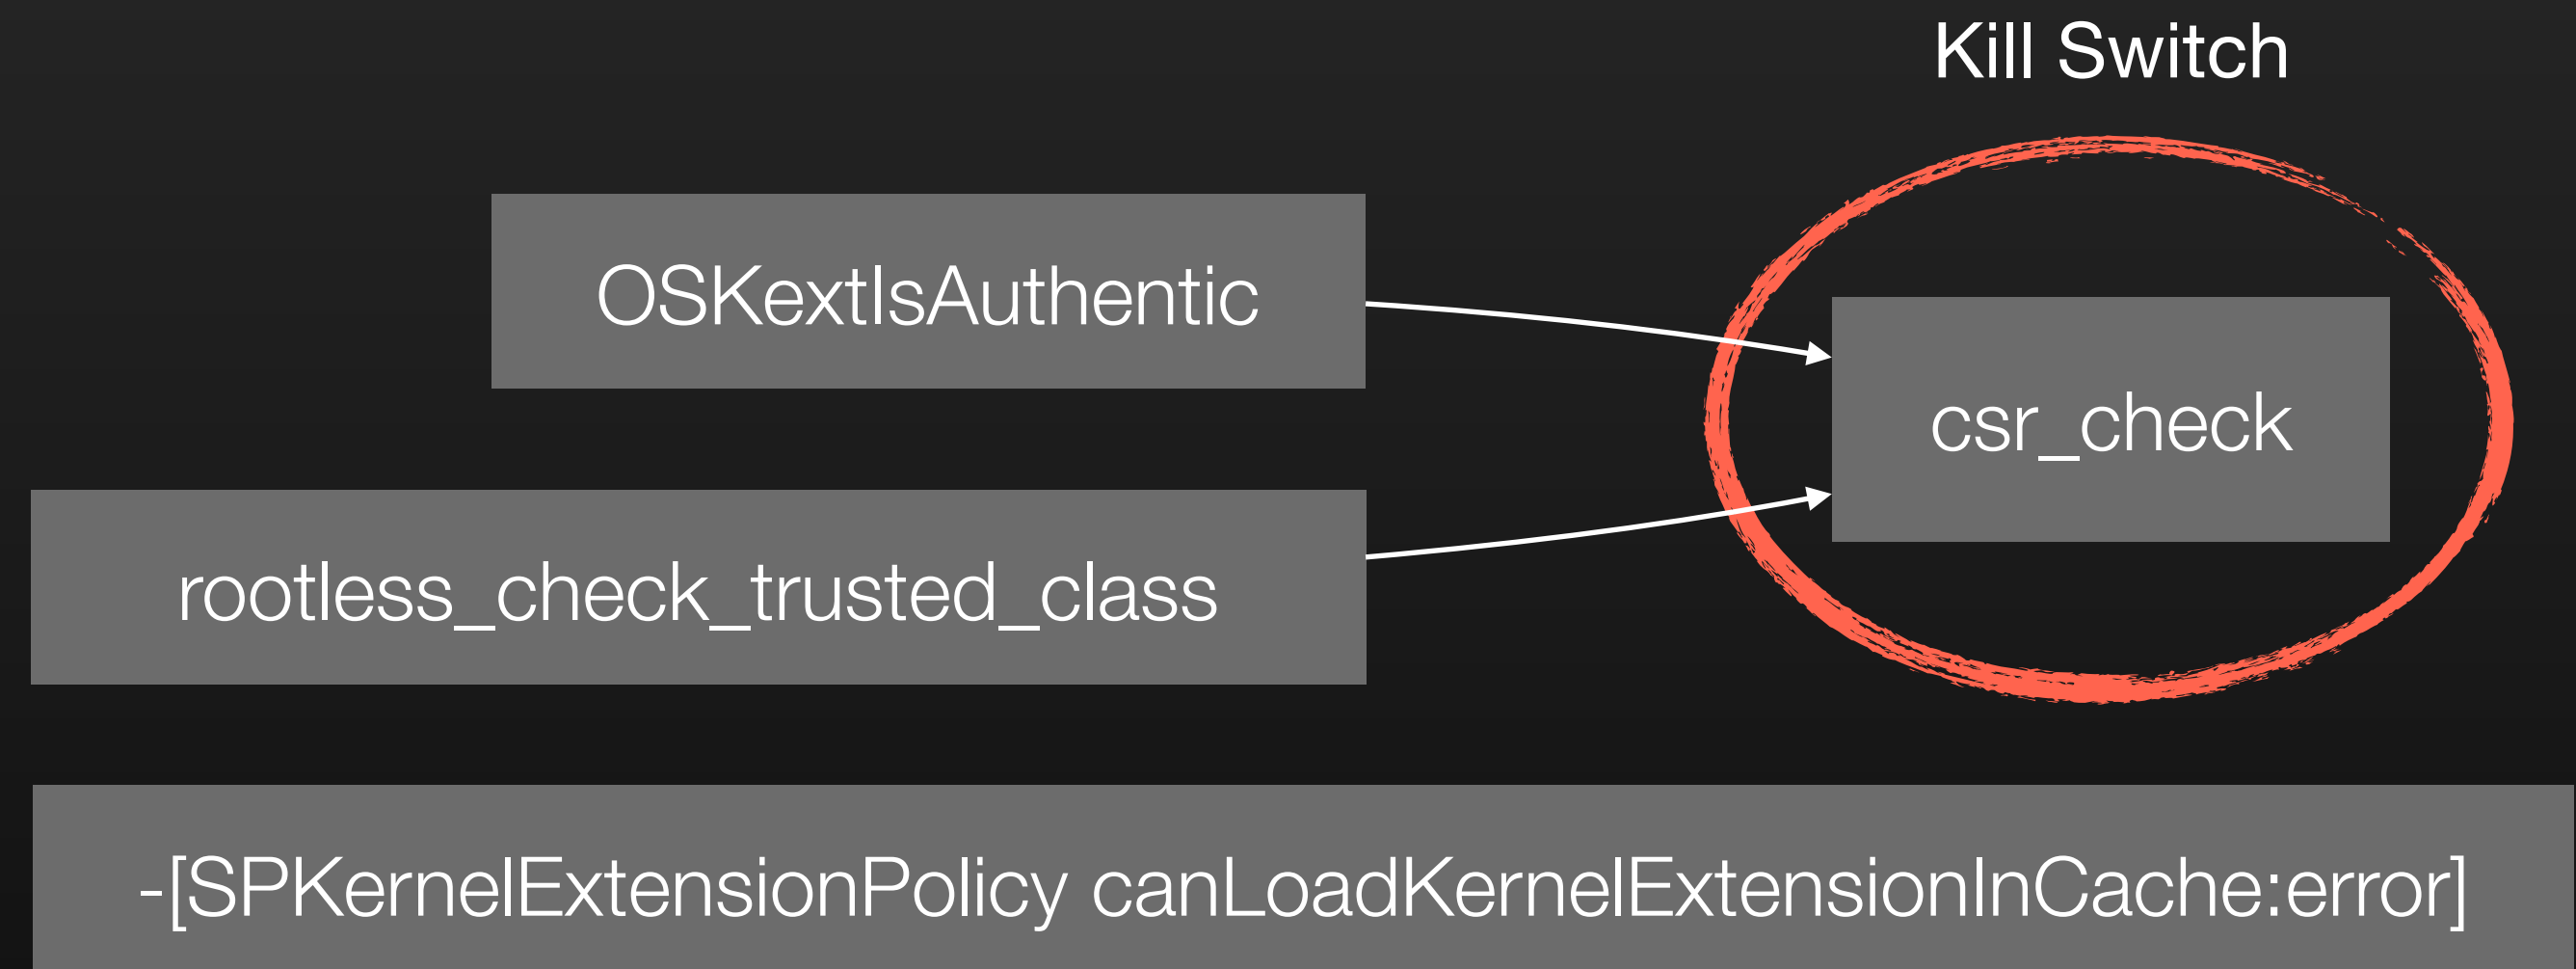 Kill Switch
OSKextIsAuthentic
csr_check
rootless_check_trusted_class
-[SPKernelExtensionPolicy canLoadKernelExtensionInCache:error]